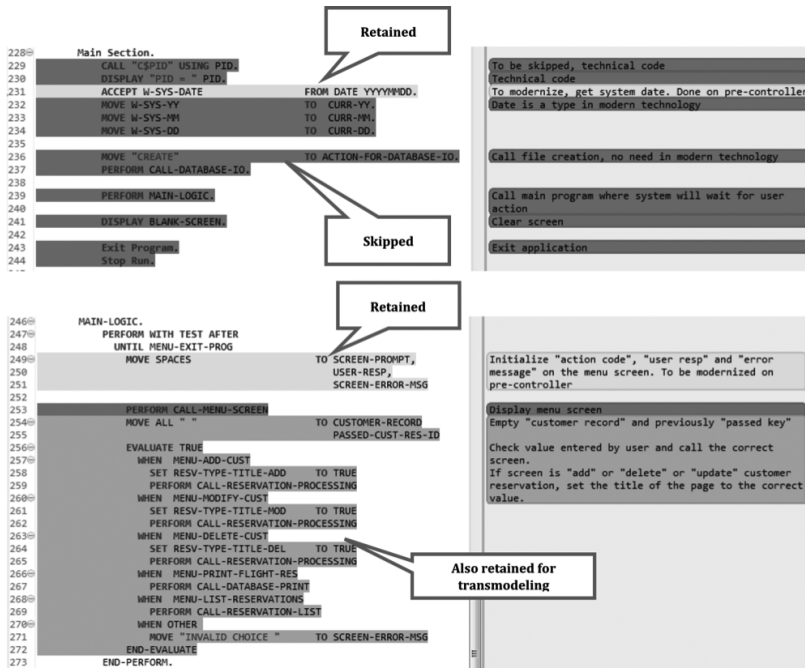 Retained
228 Main Section.
229 CALL "C$PID" USING PID. To be skipped, technical code
230 DISPLAY "PID = " PID. Technical code
231 ACCEPT W-SYS-DATE FROM DATE YYYYMMDD. To modernize, get system date. Done on pre-controller
232 MOVE W-SYS-YY TO CURR-YY. Date is a type in modern technology
233 MOVE W-SYS-MM TO CURR-MM.
234 MOVE W-SYS-DD TO CURR-DD.
235
236 MOVE "CREATE" TO ACTION-FOR-DATABASE-IO. Call file creation, no need in modern technology
237 PERFORM CALL-DATABASE-IO.
238
239 PERFORM MAIN-LOGIC. Call main program where system will wait for user
240 action
241 DISPLAY BLANK-SCREEN. Clear screen
242
Skipped
243 Exit Program. Exit application
244 Stop Run.
Retained
246 MAIN-LOGIC.
247 PERFORM WITH TEST AFTER
248 UNTIL MENU-EXIT-PROG
249 MOVE SPACES TO SCREEN-PROMPT, Initialize "action code", "user resp" and "error
250 USER-RESP, message" on the menu screen. To be modernized on
251 SCREEN-ERROR-MSG pre-controller
252
253 PERFORM CALL-MENU-SCREEN Display menu screen
254 MOVE ALL " " TO CUSTOMER-RECORD Empty "customer record" and previously "passed key"
255 PASSED-CUST-RES-ID
256 EVALUATE TRUE Check value entered by user and call the correct
257 WHEN MENU-ADD-CUST screen.
258 SET RESV-TYPE-TITLE-ADD TO TRUE If screen is "add" or "delete" or "update" customer
259 PERFORM CALL-RESERVATION-PROCESSING reservation, set the title of the page to the correct
260 WHEN MENU-MODIFY-CUST value.
261 SET RESV-TYPE-TITLE-MOD TO TRUE
262 PERFORM CALL-RESERVATION-PROCESSING
263 WHEN MENU-DELETE-CUST
264 SET RESV-TYPE-TITLE-DEL TO TRUE
265 PERFORM CALL-RESERVATION-PROCESSING
Also retained for
transmodeling
266 WHEN MENU-PRINT-FLIGHT-RES
267 PERFORM CALL-DATABASE-PRINT
268 WHEN MENU-LIST-RESERVATIONS
269 PERFORM CALL-RESERVATION-LIST
270 WHEN OTHER
271 MOVE "INVALID CHOICE " TO SCREEN-ERROR-MSG
272 END-EVALUATE
273 END-PERFORM.